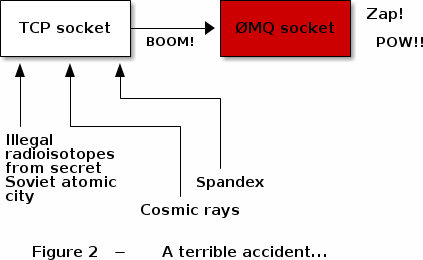 TCP socket
BOOM!
ØMQ socket
Zap!
POW!!
Illegal
radioisotopes
from secret
Soviet atomic
city
Spandex
Cosmic rays
Figure 2 – A terrible accident...